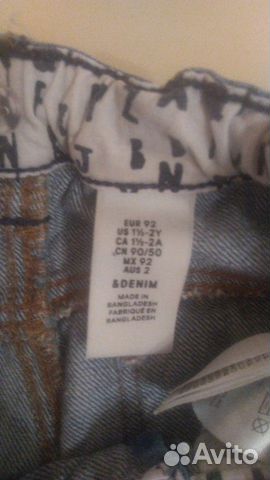 EUR 92
US 1½-2Y
CA 1½-2A
CN 90/50
MX 92
AUS 2
&DENIM
MADE IN
BANGLADESH
FABRIQUÉ EN
BANGLADESH
Avito